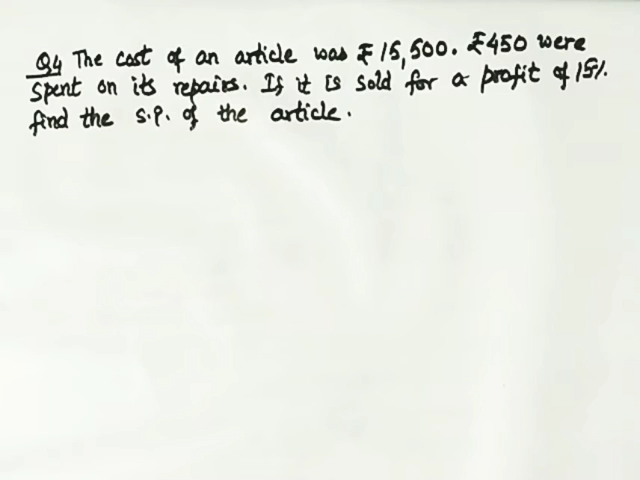 Q4 The cost of an article was ₹15,500. ₹450 were
spent on its repairs. If it is sold for a profit of 15%.
find the s.p. of the article.